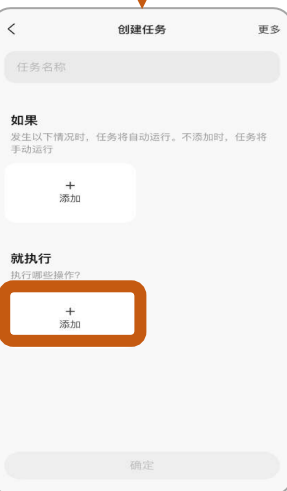 创建任务
更多
任务名称
如果
发生以下情况时，任务将自动运行。不添加时，任务将
手动运行
+
添加
就执行
执行哪些操作？
+
添加
确定